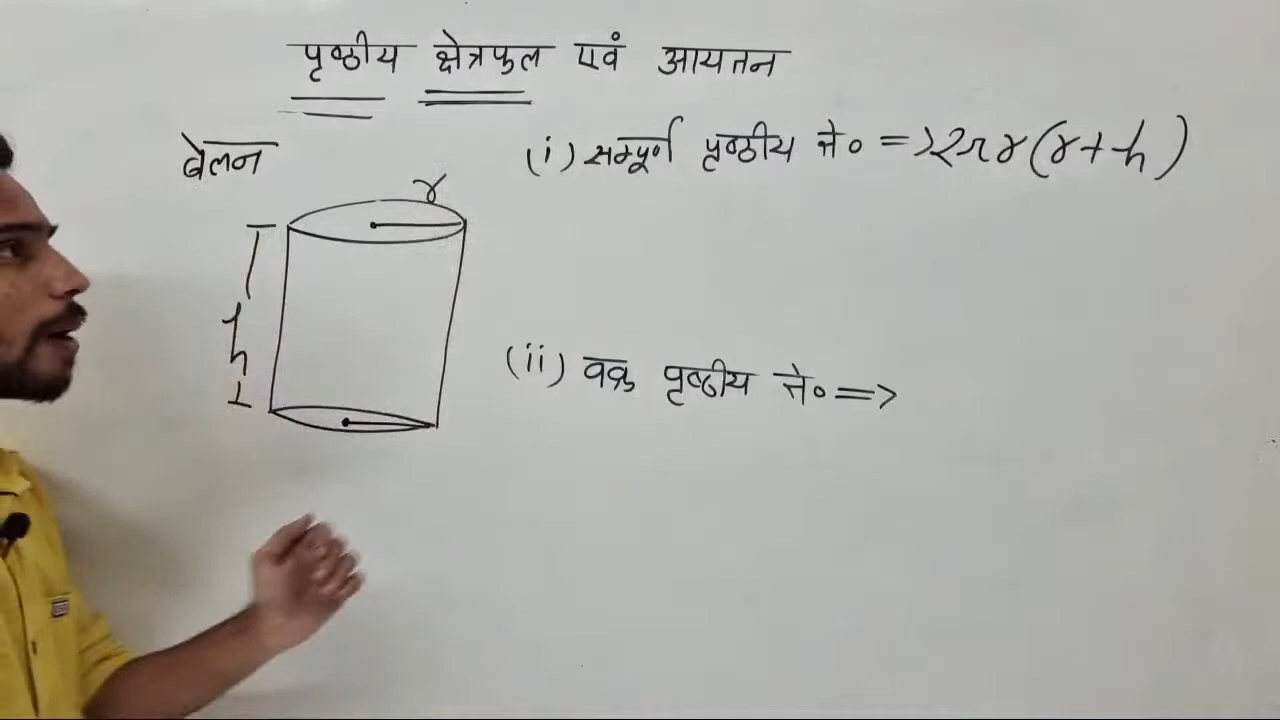 पृष्ठीय क्षेत्रफल एवं आयतन
बेलन
(i) सम्पूर्ण पृष्ठीय क्षे० => 2πr(r+h)
r
h
(ii) वक्र पृष्ठीय क्षे० =>